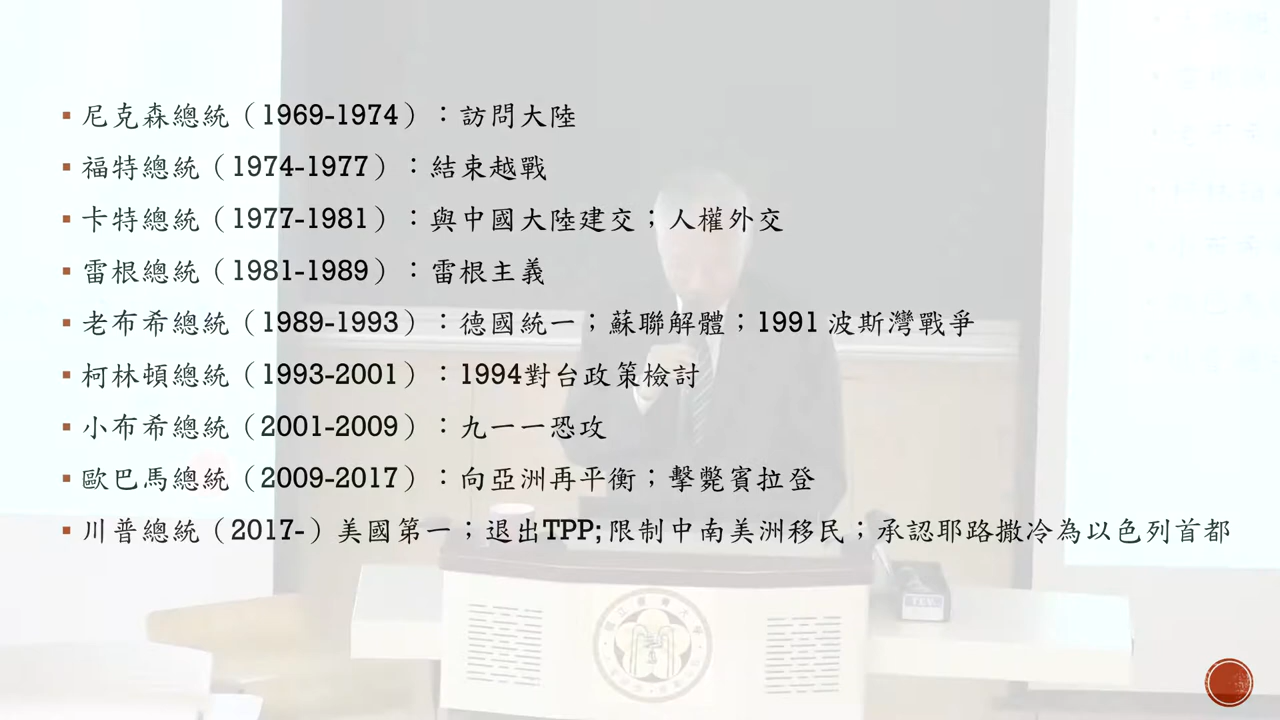 ▪ 尼克森總統（1969-1974）：訪問大陸
▪ 福特總統（1974-1977）：結束越戰
▪ 卡特總統（1977-1981）：與中國大陸建交；人權外交
▪ 雷根總統（1981-1989）：雷根主義
▪ 老布希總統（1989-1993）：德國統一；蘇聯解體；1991 波斯灣戰爭
▪ 柯林頓總統（1993-2001）：1994對台政策檢討
▪ 小布希總統（2001-2009）：九一一恐攻
▪ 歐巴馬總統（2009-2017）：向亞洲再平衡；擊斃賓拉登
▪ 川普總統（2017-）美國第一；退出TPP; 限制中南美洲移民；承認耶路撒冷為以色列首都